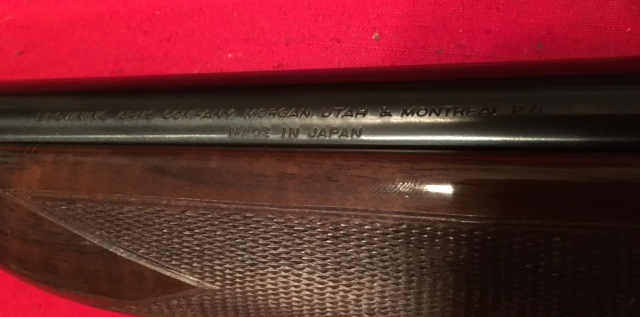 BROWNING ARMS COMPANY MORGAN, UTAH & MONTREAL P.Q.
MADE IN JAPAN